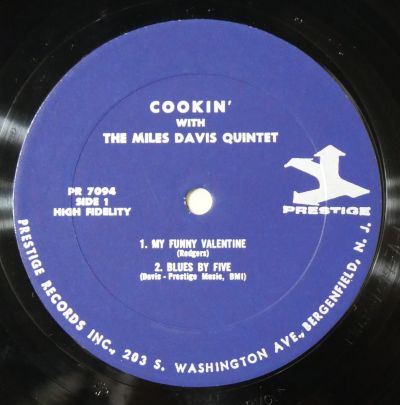 COOKIN'
WITH
THE MILES DAVIS QUINTET
PR 7094
SIDE 1
HIGH FIDELITY
PRESTIGE
1. MY FUNNY VALENTINE
(Rodgers)
2. BLUES BY FIVE
(Davis - Prestige Music, BMI)
PRESTIGE RECORDS INC., 203 S. WASHINGTON AVE., BERGENFIELD, N. J.